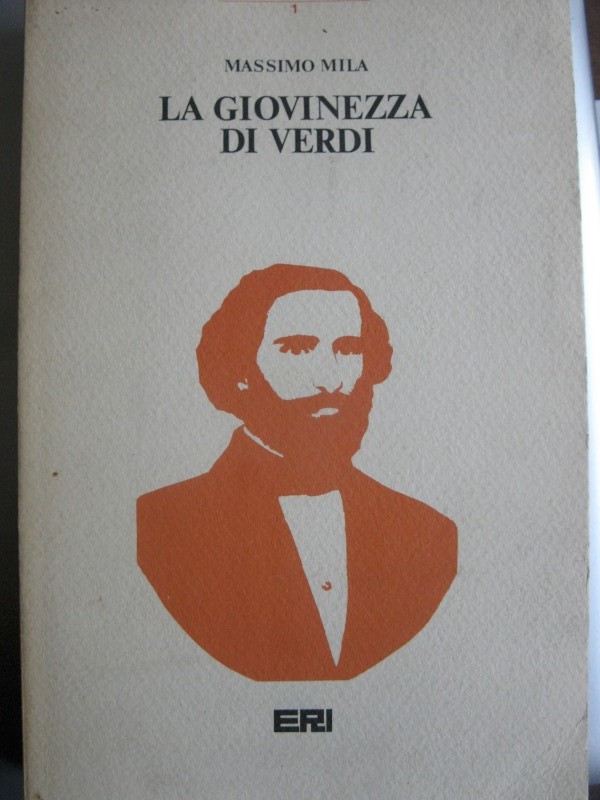 1
MASSIMO MILA
LA GIOVINEZZA
DI VERDI
ERI